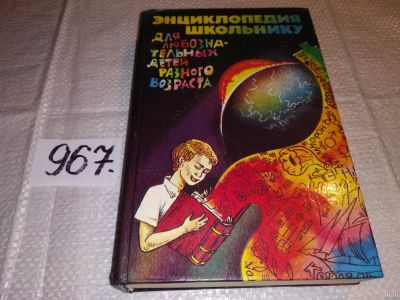 ЭНЦИКЛОПЕДИЯ
ШКОЛЬНИКУ
ДЛЯ
ЛЮБОЗНА-
ТЕЛЬНЫХ
ДЕТЕЙ
РАЗНОГО
ВОЗРАСТА
967.